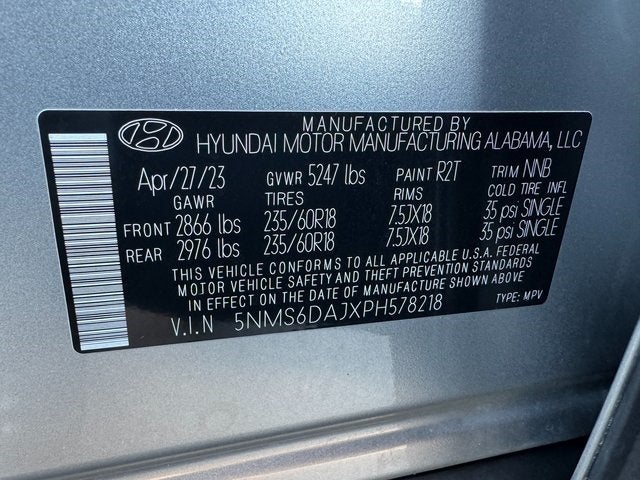 MANUFACTURED BY
HYUNDAI MOTOR MANUFACTURING ALABAMA, LLC
Apr/27/23 GVWR 5247 lbs PAINT R2T TRIM NNB
GAWR TIRES RIMS COLD TIRE INFL
FRONT 2866 lbs 235/60R18 7.5JX18 35 psi SINGLE
REAR 2976 lbs 235/60R18 7.5JX18 35 psi SINGLE
THIS VEHICLE CONFORMS TO ALL APPLICABLE U.S.A. FEDERAL
MOTOR VEHICLE SAFETY AND THEFT PREVENTION STANDARDS
IN EFFECT ON THE DATE OF MANUFACTURE SHOWN ABOVE
V.I.N 5NMS6DAJXPH578218 TYPE: MPV